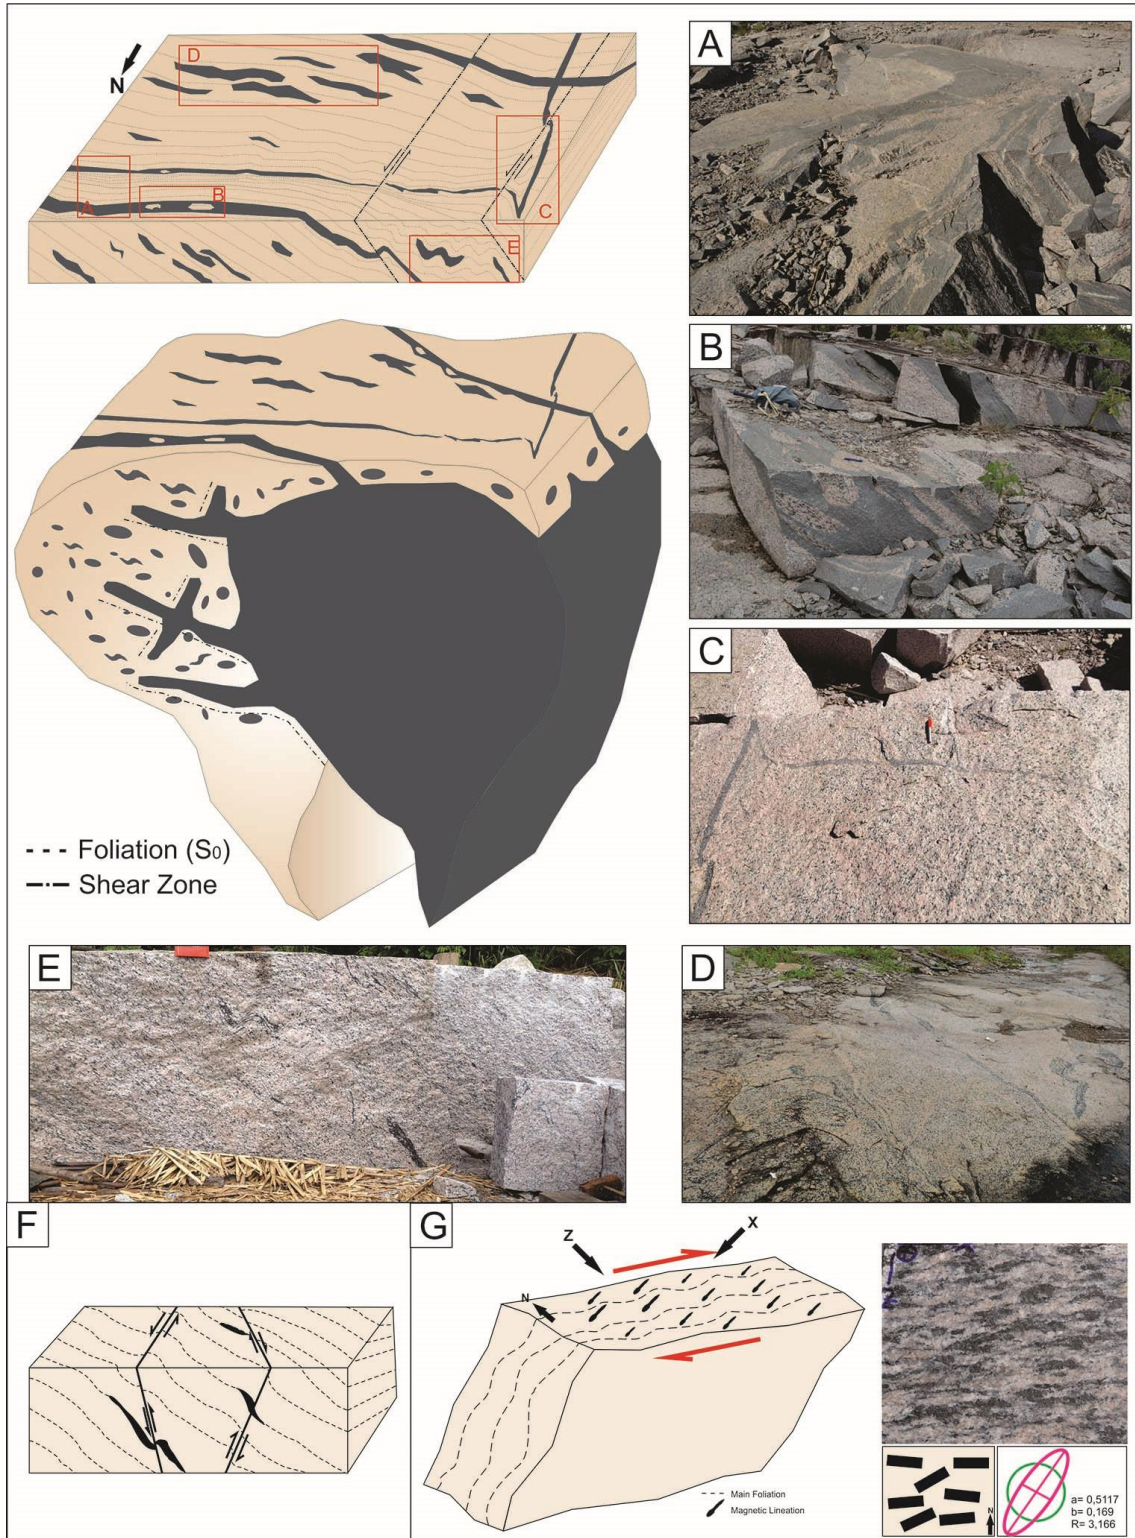 N
D
A
B
C
E
A
B
C
Foliation (S₀)
Shear Zone
E
D
F
G
Z
X
N
Main Foliation
Magnetic Lineation
N
a= 0,5117
b= 0,169
R= 3,166